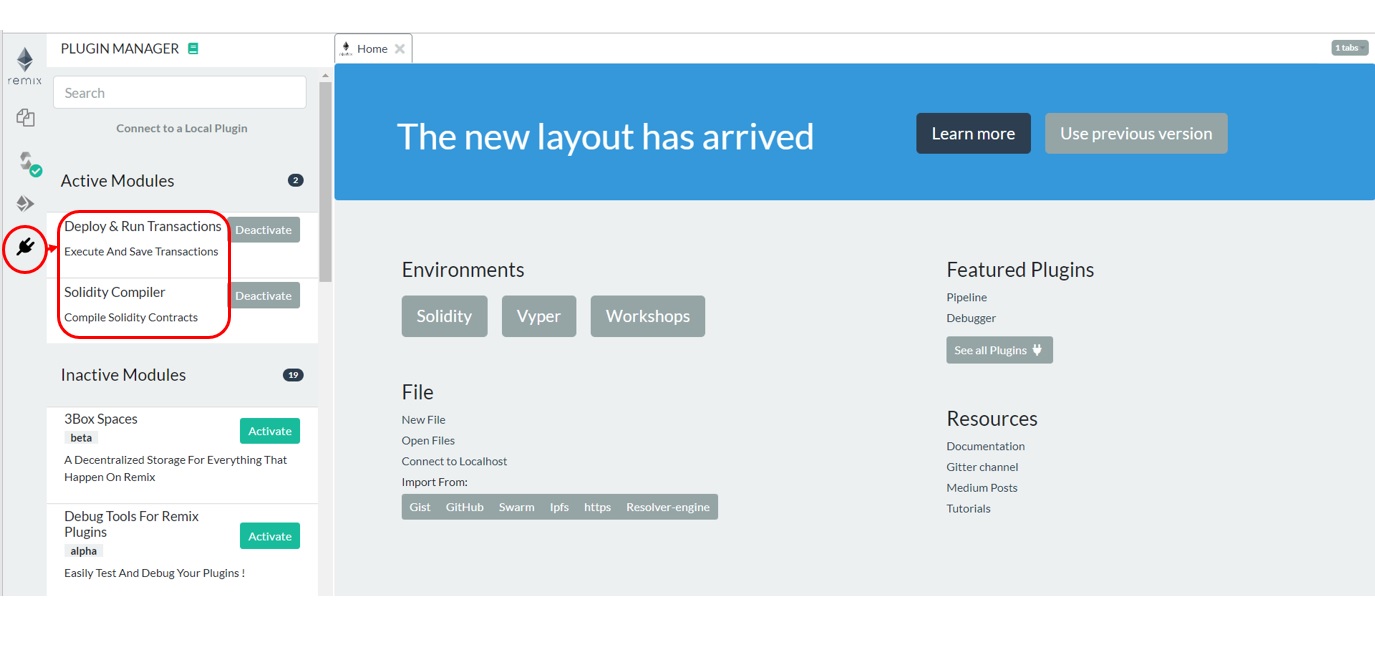 remix
PLUGIN MANAGER
Search
Connect to a Local Plugin
Active Modules 2
Deploy & Run Transactions Deactivate
Execute And Save Transactions
Solidity Compiler Deactivate
Compile Solidity Contracts
Inactive Modules 19
3Box Spaces
beta
Activate
A Decentralized Storage For Everything That
Happen On Remix
Debug Tools For Remix
Plugins
alpha
Activate
Easily Test And Debug Your Plugins !
Home
1 tabs
The new layout has arrived
Learn more
Use previous version
Environments
Solidity Vyper Workshops
File
New File
Open Files
Connect to Localhost
Import From:
Gist GitHub Swarm Ipfs https Resolver-engine
Featured Plugins
Pipeline
Debugger
See all Plugins
Resources
Documentation
Gitter channel
Medium Posts
Tutorials